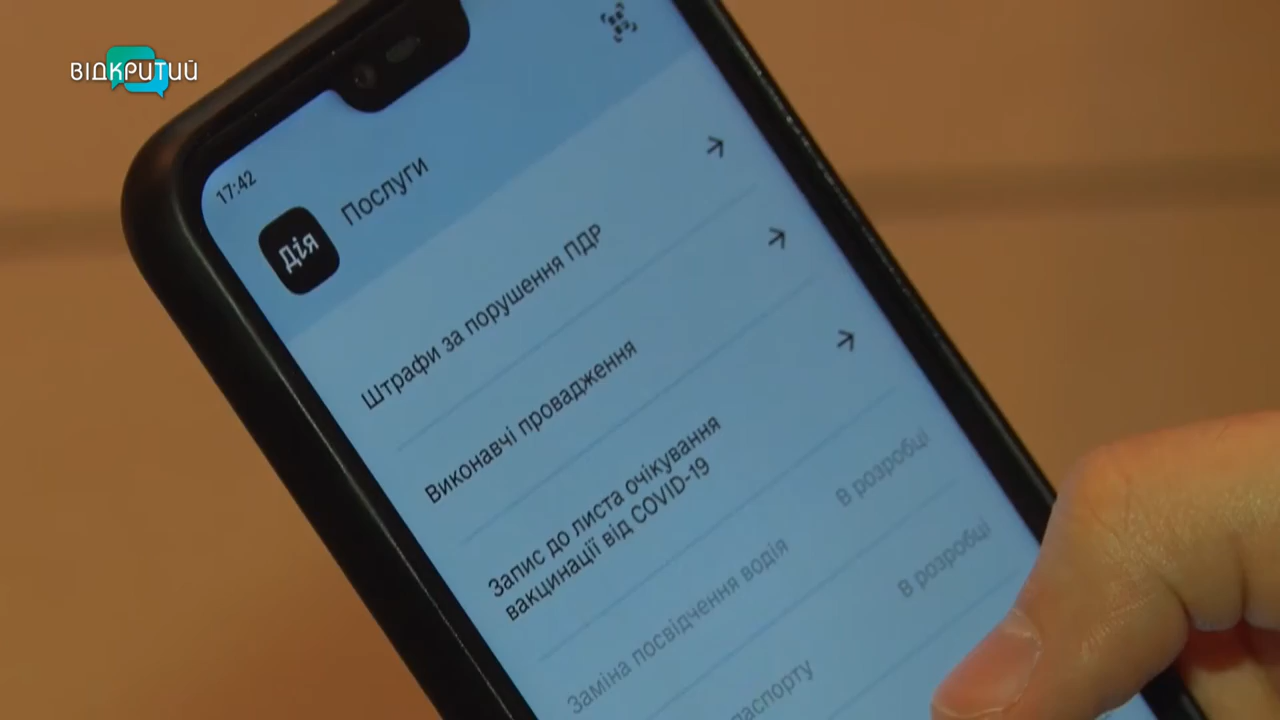 ВІДКРИТИЙ
17:42
Дія
Послуги
Штрафи за порушення ПДР
Виконавчі провадження
Запис до листа очікування
вакцинації від COVID-19
Заміна посвідчення водія
В розробці
В розробці